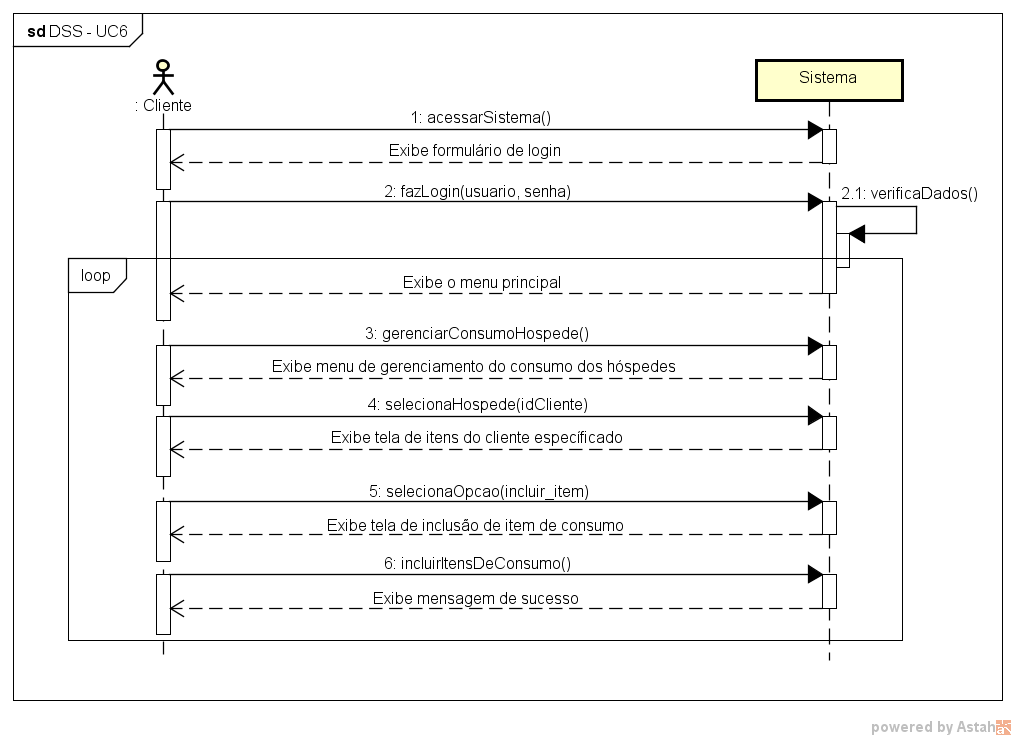 sd DSS - UC6
Sistema
: Cliente
1: acessarSistema()
Exibe formulário de login
2: fazLogin(usuario, senha)
2.1: verificaDados()
loop
Exibe o menu principal
3: gerenciarConsumoHospede()
Exibe menu de gerenciamento do consumo dos hóspedes
4: selecionaHospede(idCliente)
Exibe tela de itens do cliente específicado
5: selecionaOpcao(incluir_item)
Exibe tela de inclusão de item de consumo
6: incluirItensDeConsumo()
Exibe mensagem de sucesso
powered by Astah